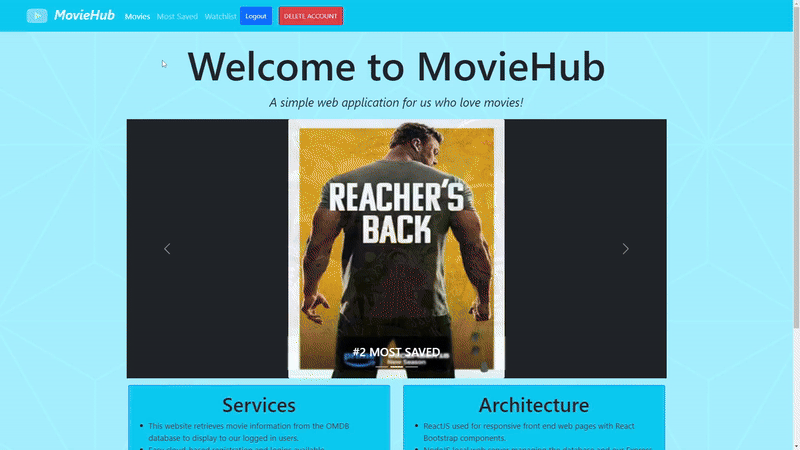 MovieHub Movies Most Saved Watchlist Logout DELETE ACCOUNT
Welcome to MovieHub
A simple web application for us who love movies!
REACHER'S
BACK
#2 MOST SAVED
New Season
Services
This website retrieves movie information from the OMDB
database to display to our logged in users.
Architecture
ReactJS used for responsive front end web pages with React
Bootstrap components.